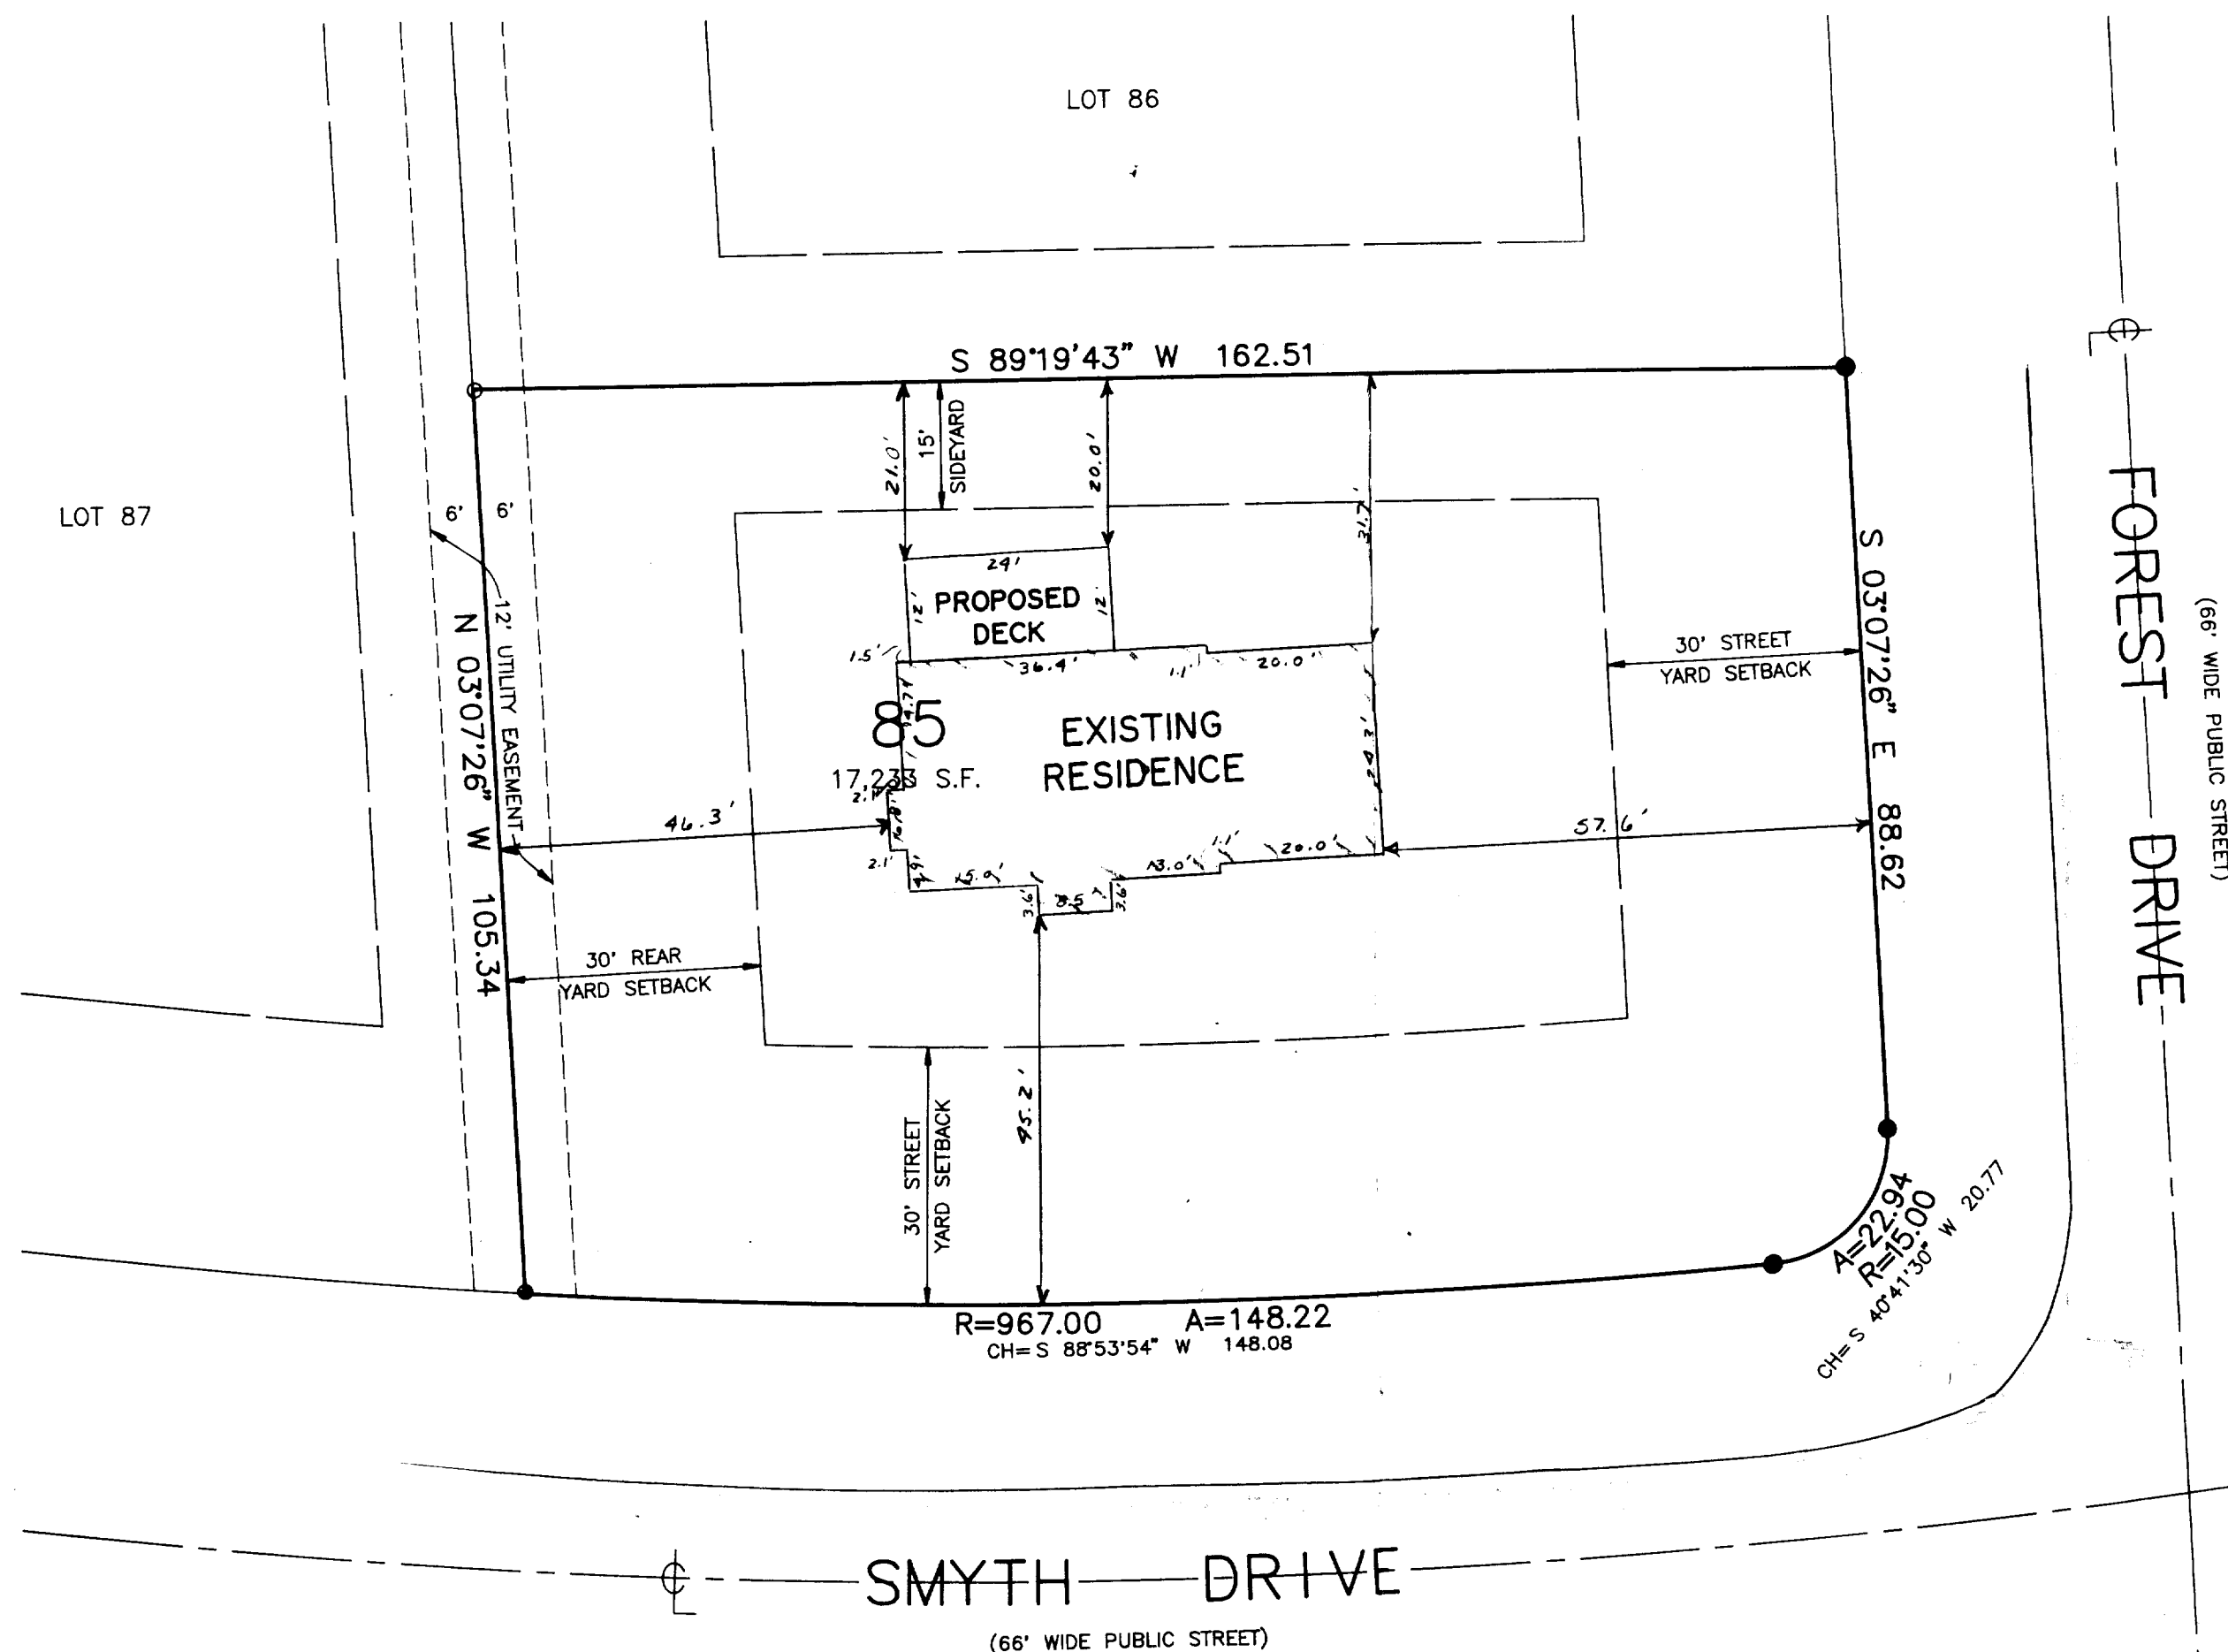 LOT 86
S 89°19'43" W 162.51
LOT 87
6'
6'
12' UTILITY EASEMENT
N 03°07'26" W 105.34
21.0'
15'
SIDEYARD
20.0'
31.7'
24'
12'
PROPOSED
DECK
12'
1.5'
36.4'
1.1'
20.0'
85
17,233 S.F.
EXISTING
RESIDENCE
24.3'
2.1'
46.3'
2.1'
57.6'
1.1'
20.0'
13.0'
15.9'
3.6'
8.5'
3.6'
30' STREET
YARD SETBACK
S 03°07'26" E 88.62
30' REAR
YARD SETBACK
30' STREET
YARD SETBACK
45.2'
A=22.94
R=15.00
CH= S 40°41'30" W 20.77
R=967.00 A=148.22
CH= S 88°53'54" W 148.08
FOREST DRIVE
(66' WIDE PUBLIC STREET)
SMYTH DRIVE
(66' WIDE PUBLIC STREET)